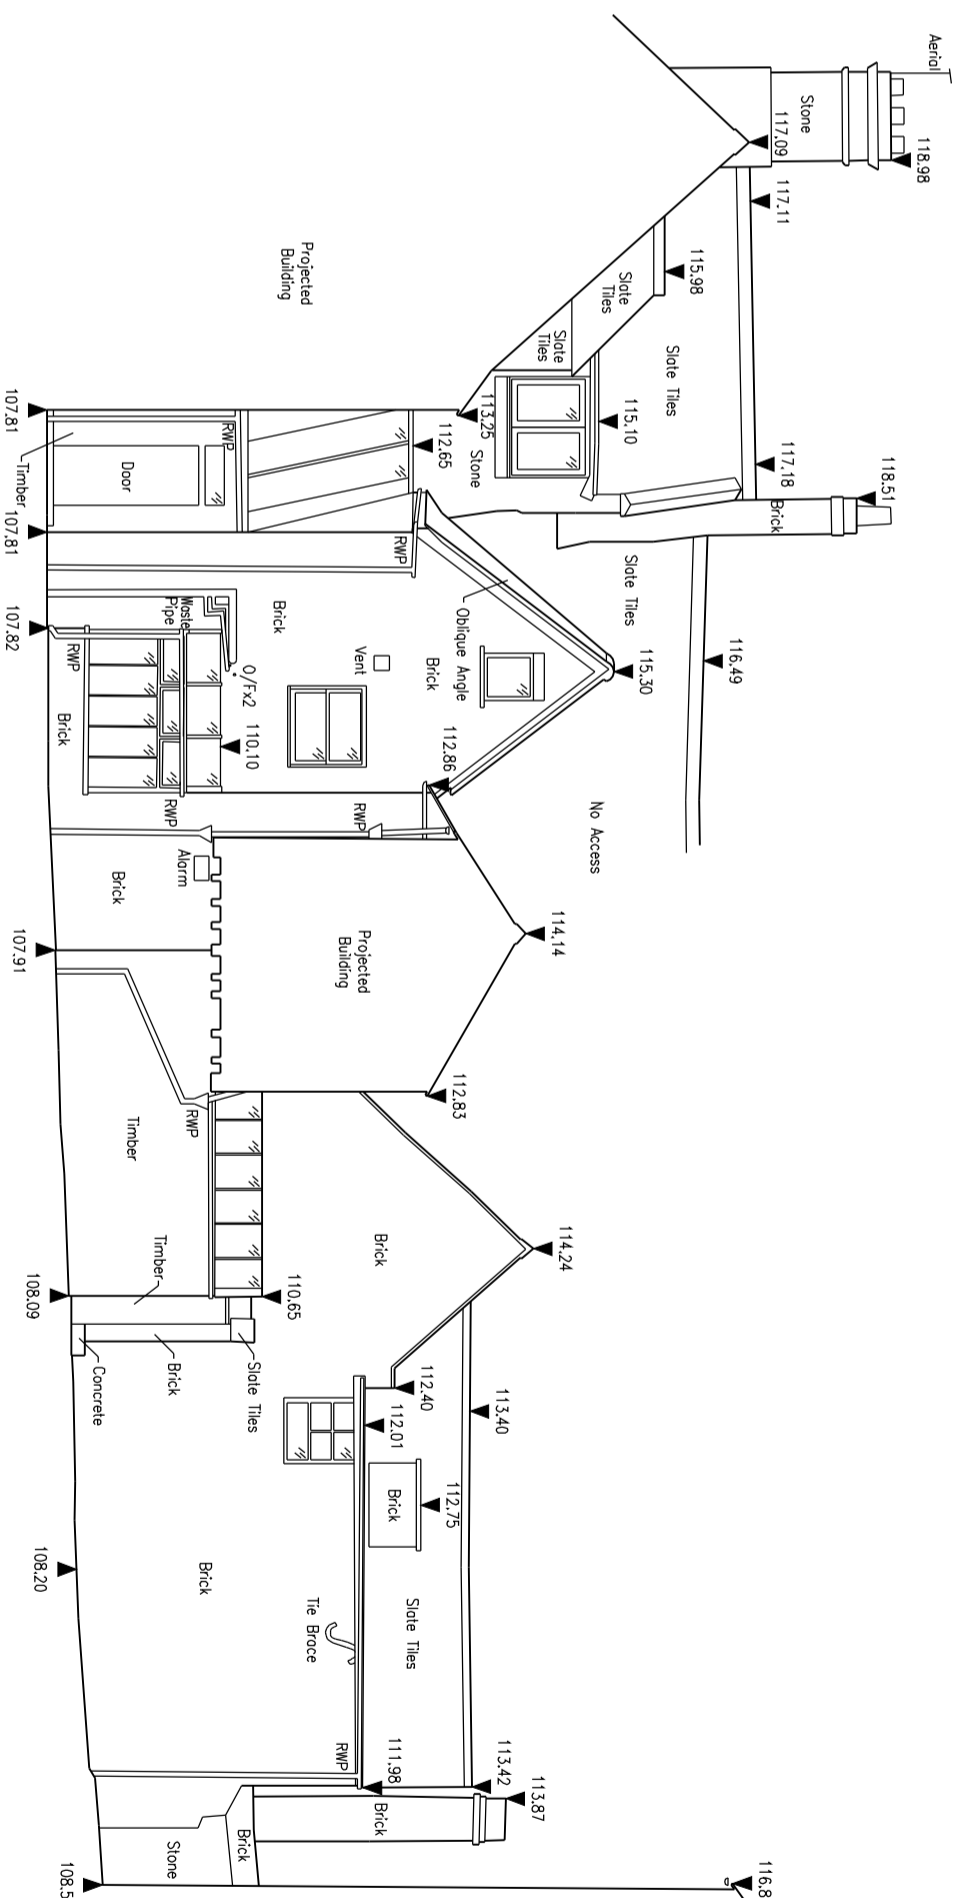 Aerial
Stone
118.98
117.09
117.11
115.98
Slate
Tiles
Slate
Tiles
Slate Tiles
Projected
Building
115.10
113.25
112.65
Stone
117.18
118.51
Brick
Slate Tiles
116.49
RWP
Door
Timber
107.81
107.81
107.82
RWP
Oblique Angle
Brick
Brick
115.30
Waste
Pipe
O/Fx2
Vent
110.10
112.86
RWP
Brick
RWP
RWP
No Access
Alarm
Brick
107.91
Projected
Building
114.14
112.83
RWP
Timber
Timber
108.09
110.65
Brick
114.24
Slate Tiles
Brick
Concrete
112.40
113.40
112.01
112.75
Brick
108.20
Brick
Tie Brace
Slate Tiles
RWP
111.98
113.42
113.87
Brick
Brick
Stone
108.5
116.8